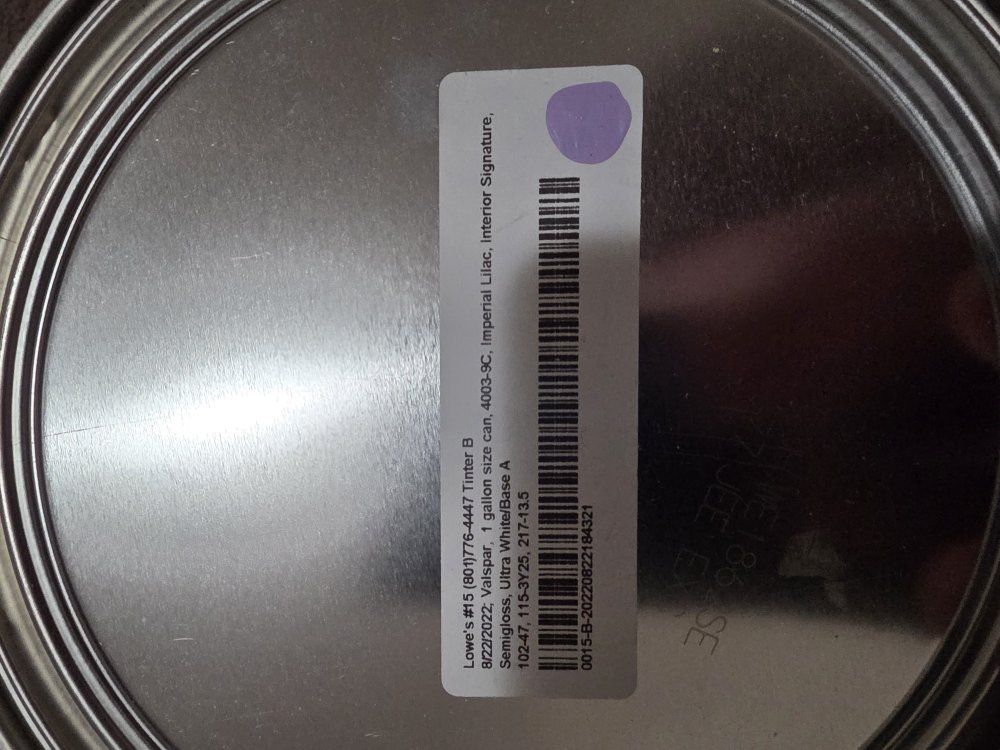 Lowe's #15 (801)776-4447 Tinter B
8/22/2022; Valspar, 1 gallon size can, 4003-9C, Imperial Lilac, Interior Signature,
Semigloss, Ultra White/Base A
102-47, 115-3Y25, 217-13.5
0015-B-20220822184321